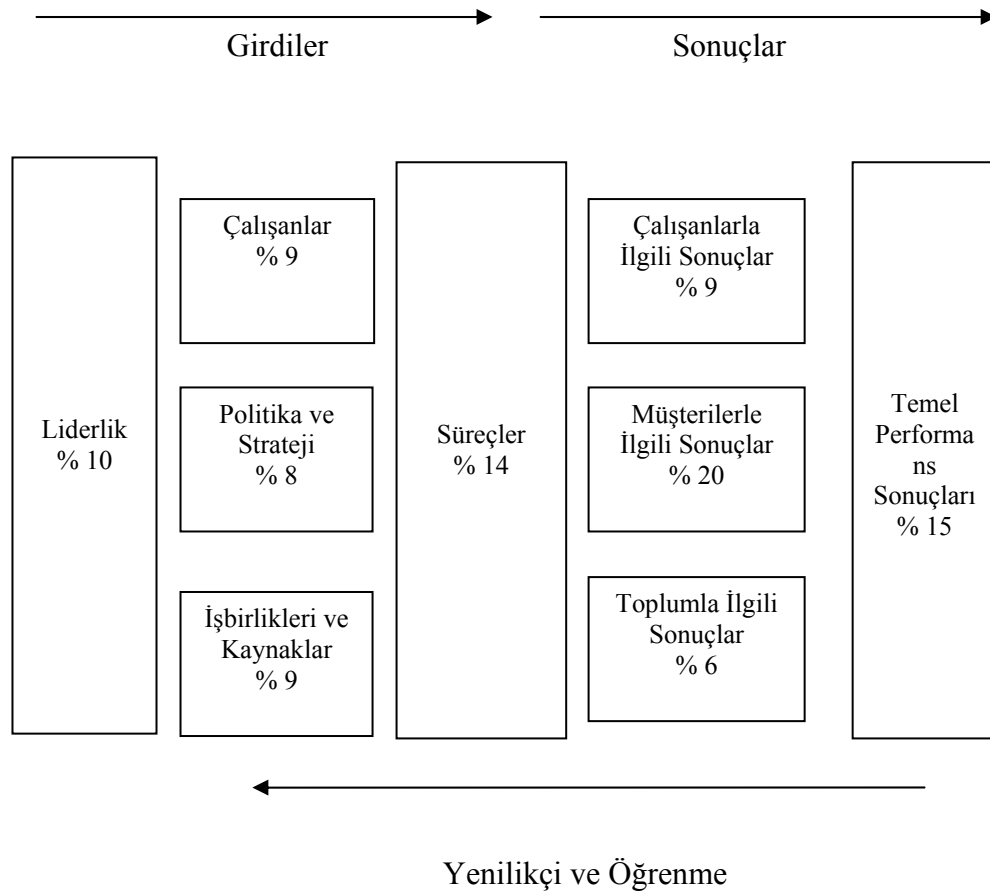 Girdiler
Sonuçlar
Liderlik
% 10
Çalışanlar
% 9
Politika ve
Strateji
% 8
İşbirlikleri ve
Kaynaklar
% 9
Süreçler
% 14
Çalışanlarla
İlgili Sonuçlar
% 9
Müşterilerle
İlgili Sonuçlar
% 20
Toplumla İlgili
Sonuçlar
% 6
Temel
Performa
ns
Sonuçları
% 15
Yenilikçi ve Öğrenme